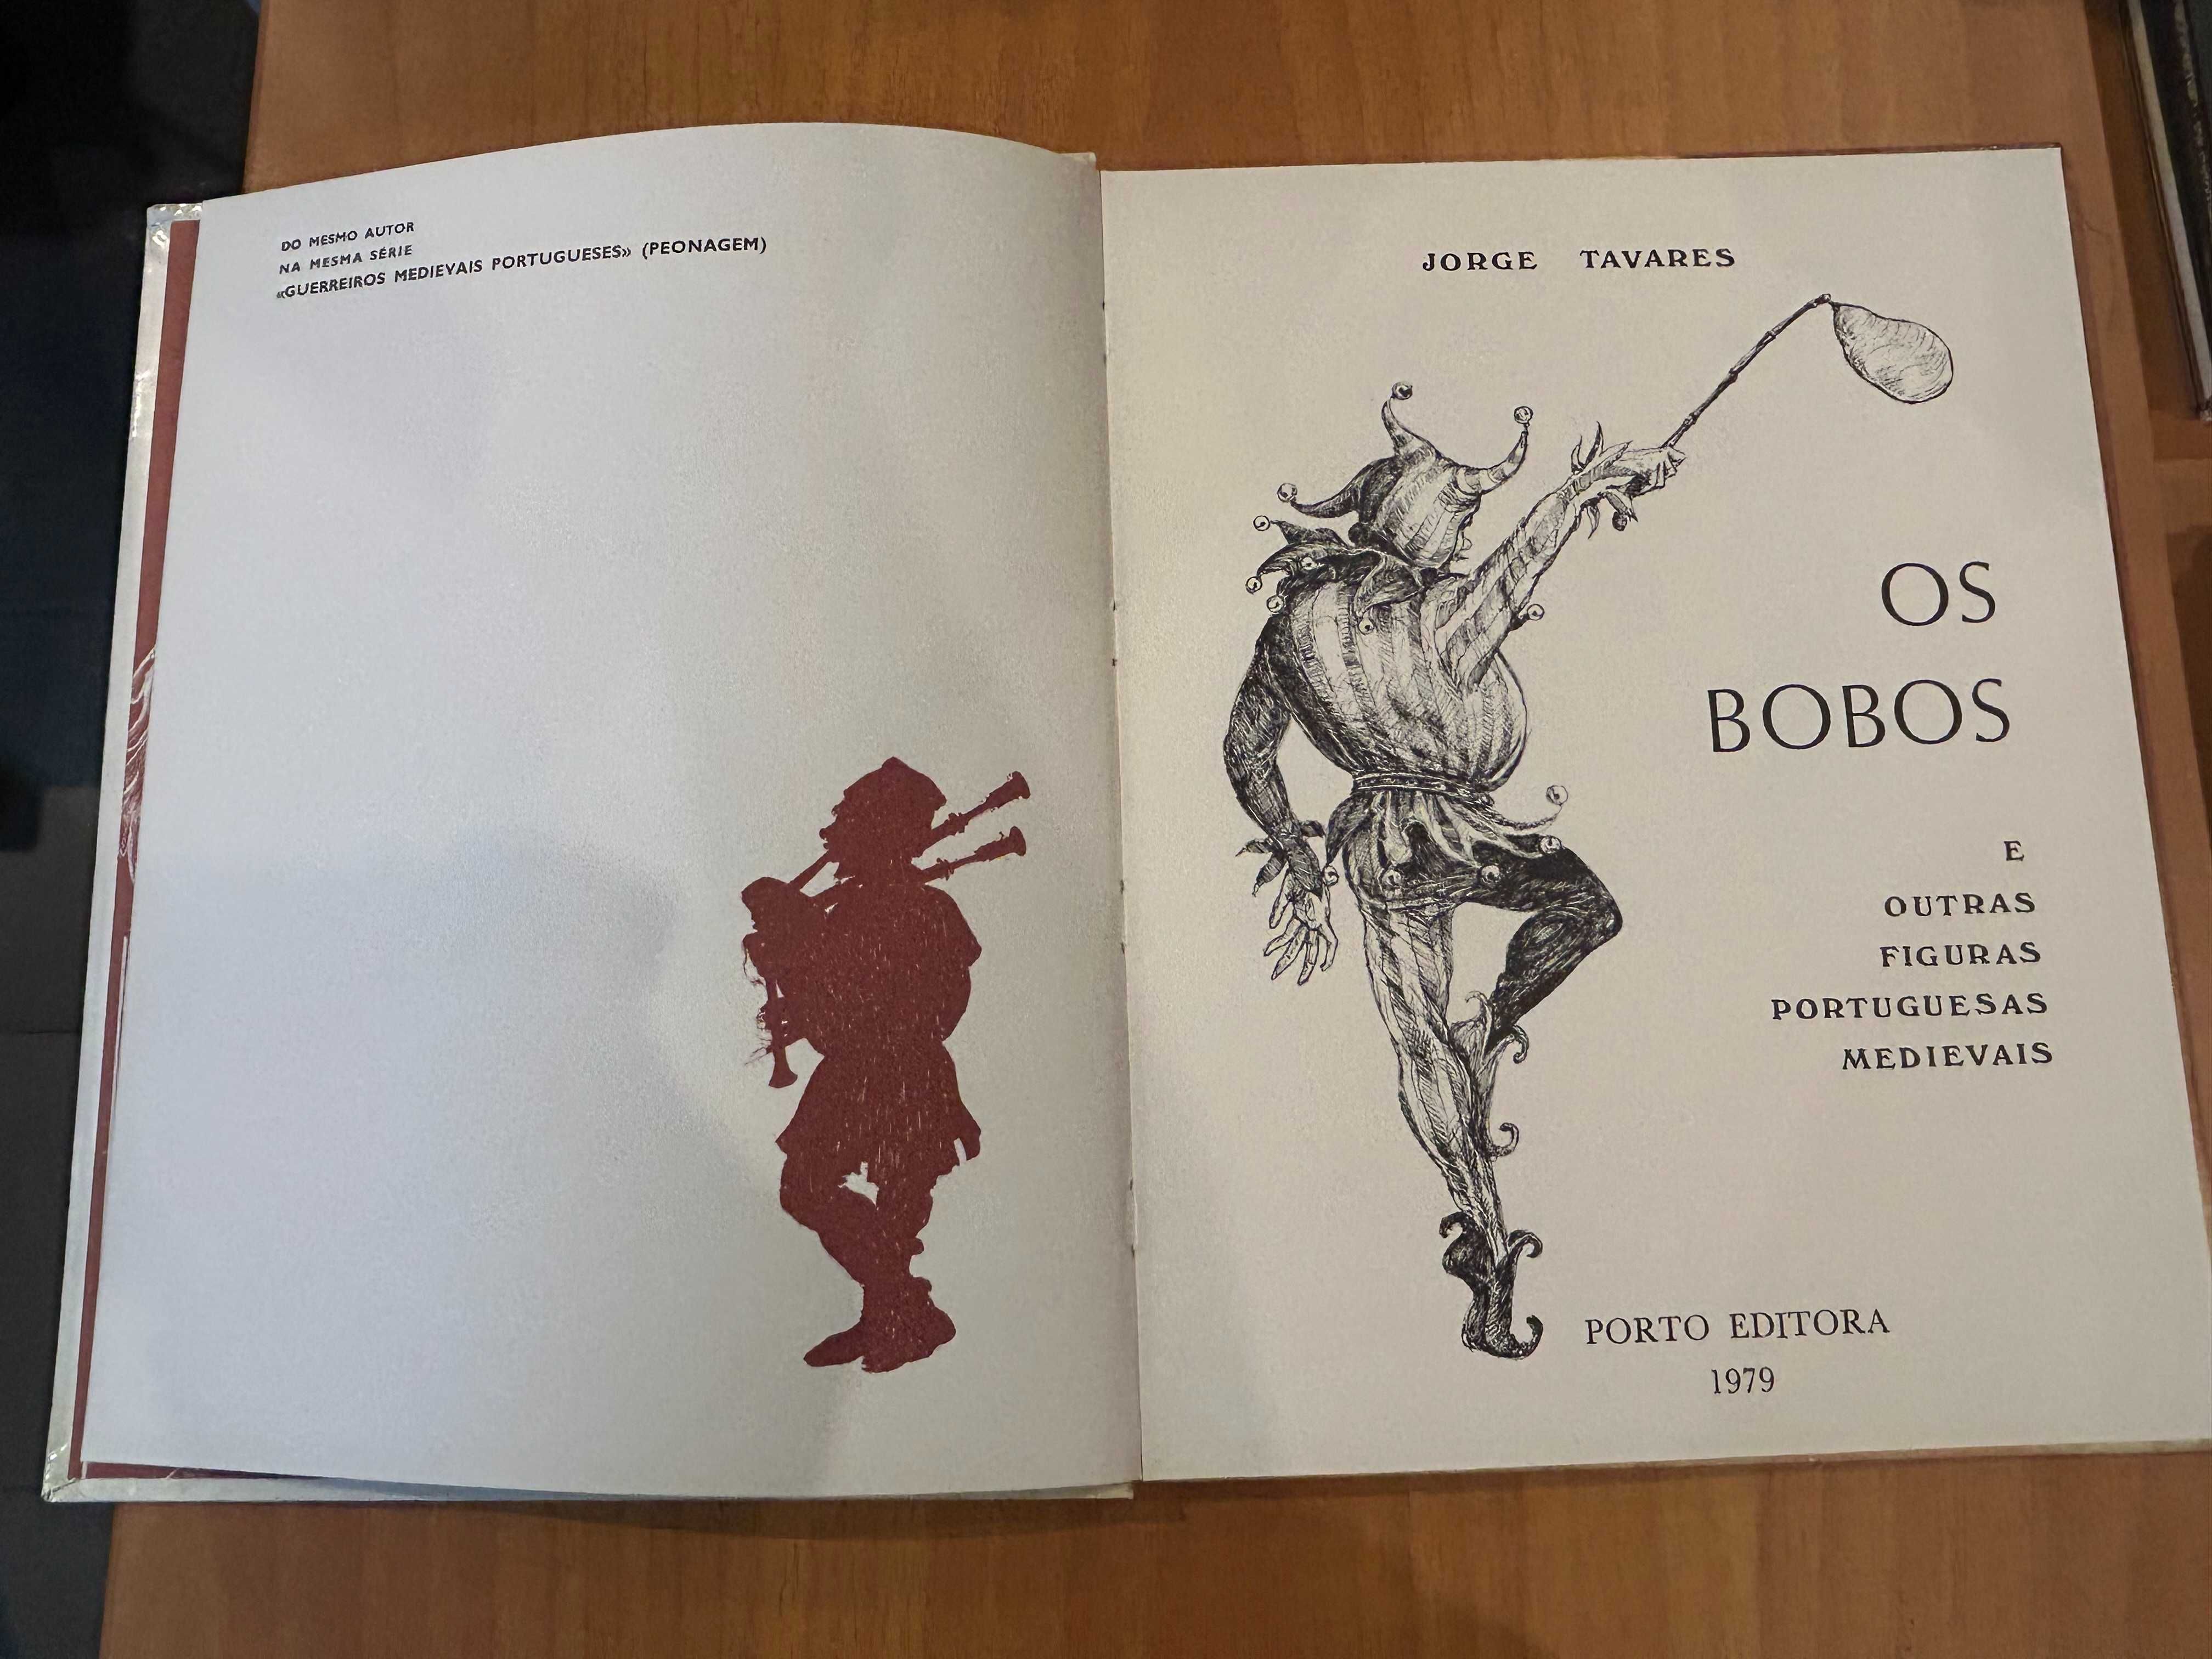 DO MESMO AUTOR
NA MESMA SÉRIE
«GUERREIROS MEDIEVAIS PORTUGUESES» (PEONAGEM)
JORGE TAVARES
OS
BOBOS
E
OUTRAS
FIGURAS
PORTUGUESAS
MEDIEVAIS
PORTO EDITORA
1979